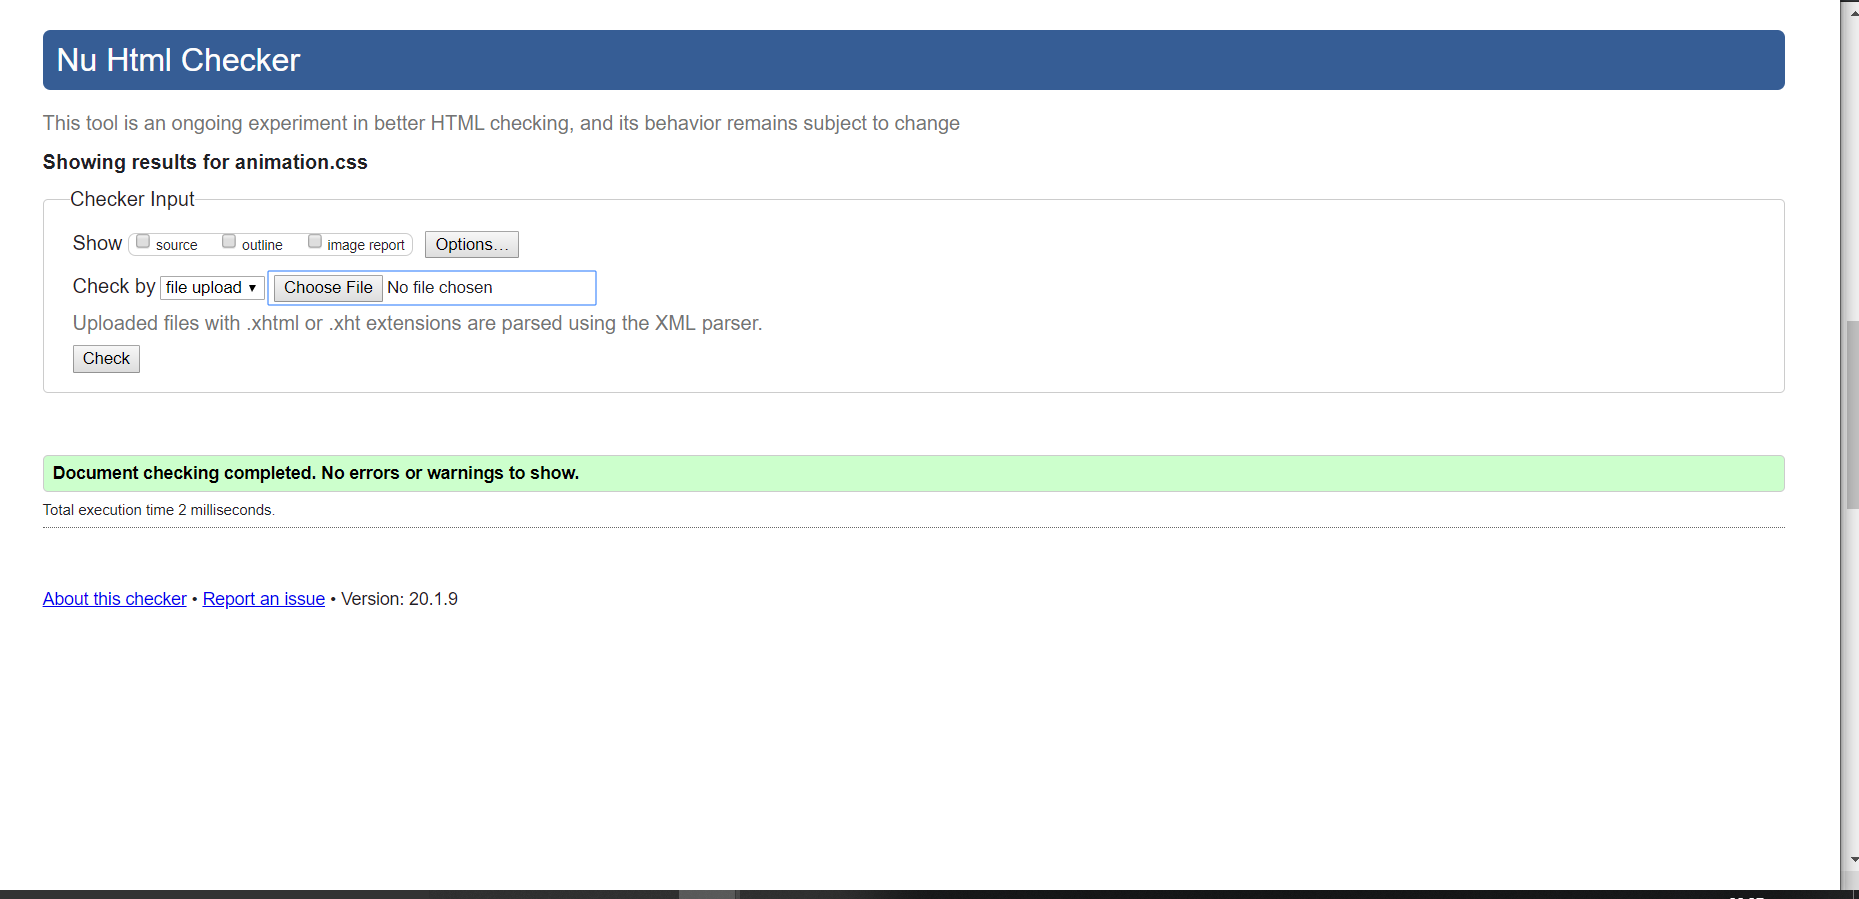 Nu Html Checker
This tool is an ongoing experiment in better HTML checking, and its behavior remains subject to change
Showing results for animation.css
Checker Input
Show source outline image report Options...
Check by file upload Choose File No file chosen
Uploaded files with .xhtml or .xht extensions are parsed using the XML parser.
Check
Document checking completed. No errors or warnings to show.
Total execution time 2 milliseconds.
About this checker • Report an issue • Version: 20.1.9